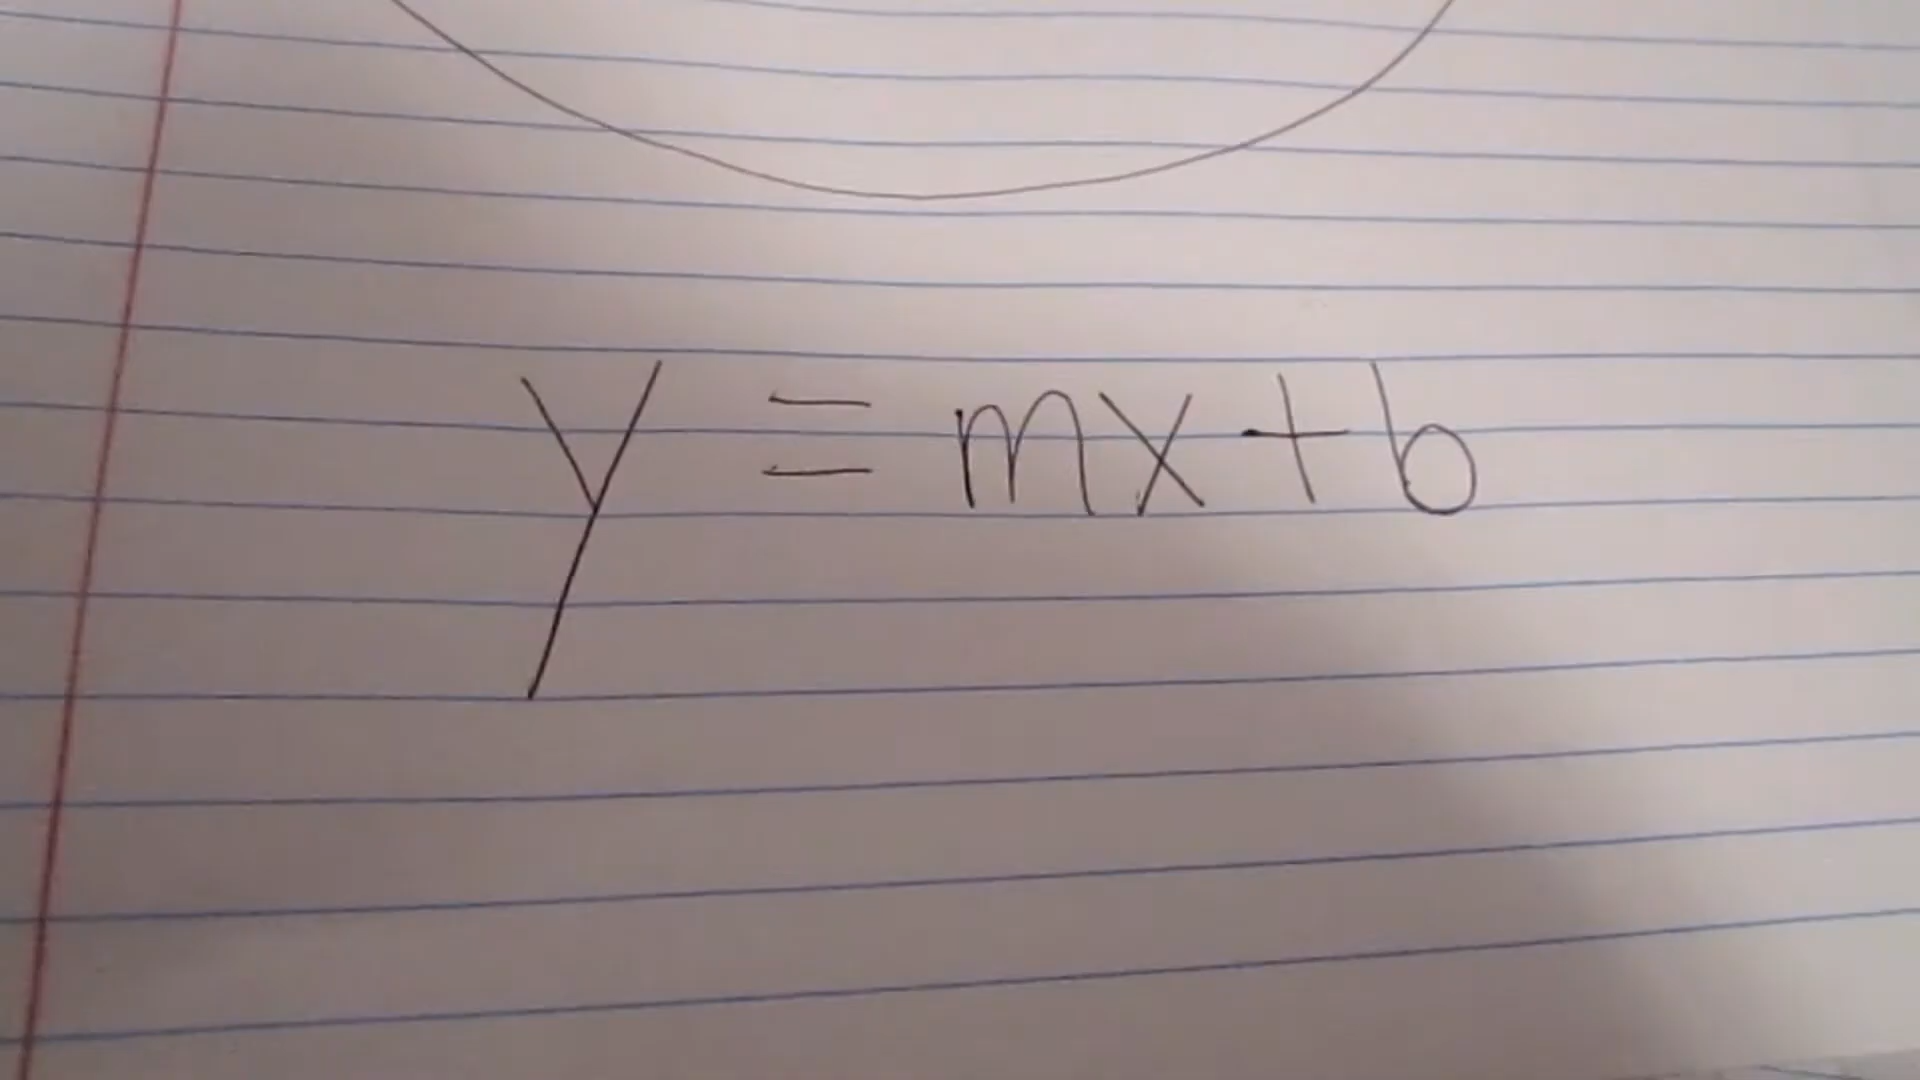 y = mx+b